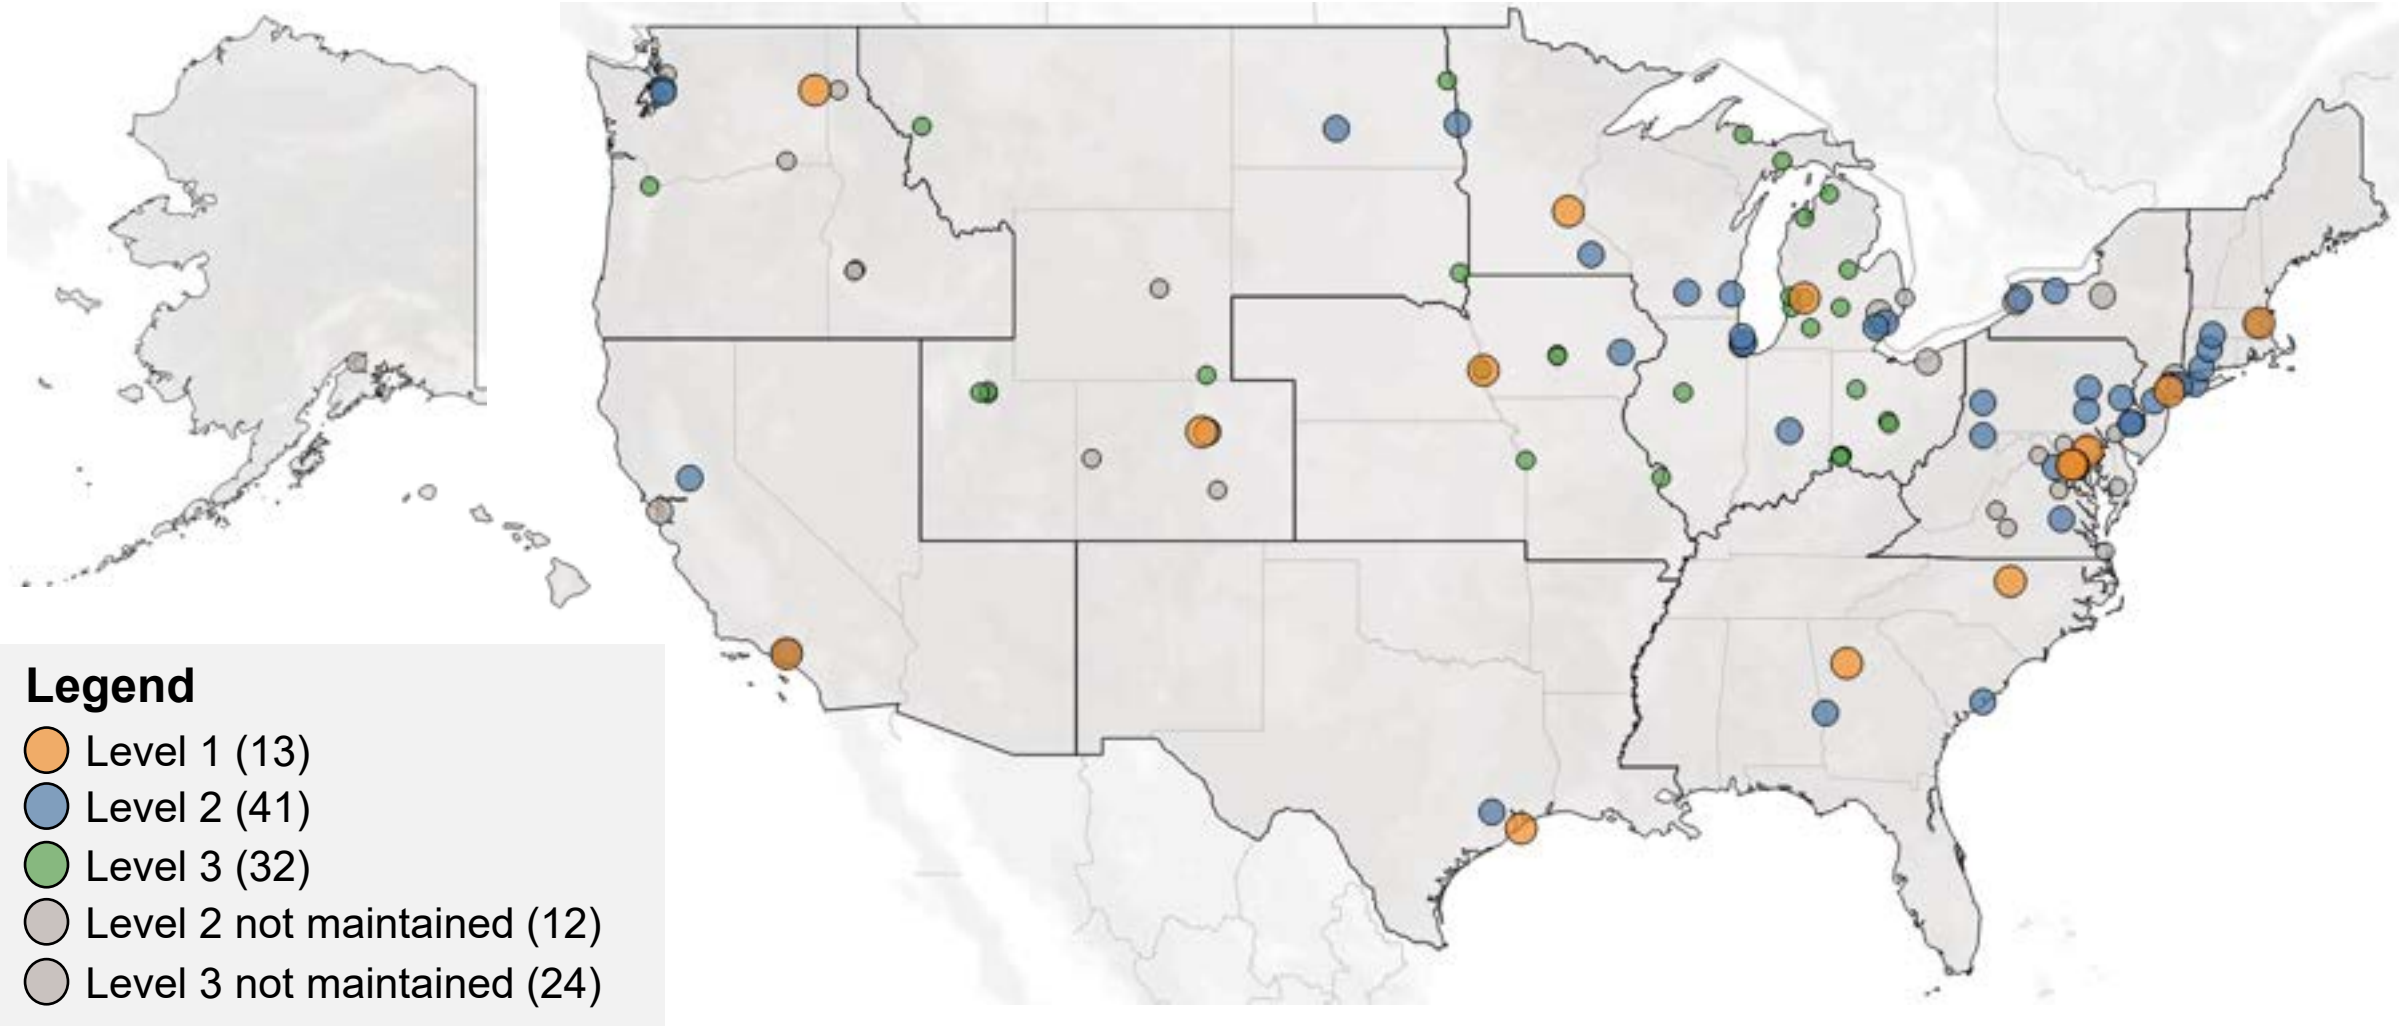 Legend
Level 1 (13)
Level 2 (41)
Level 3 (32)
Level 2 not maintained (12)
Level 3 not maintained (24)